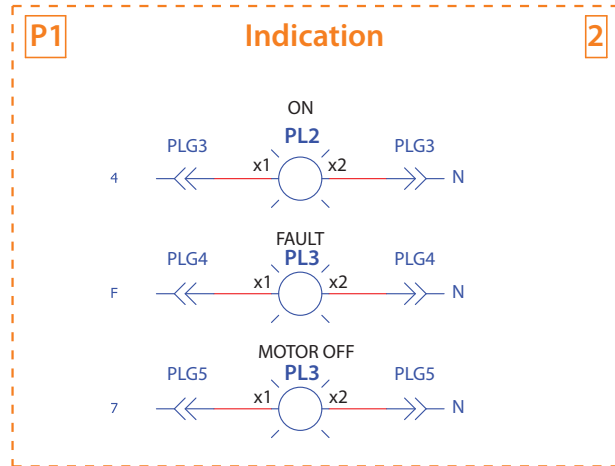 P1 Indication 2
ON
PL2
PLG3 PLG3
x1 x2
4 N
FAULT
PL3
PLG4 PLG4
x1 x2
F N
MOTOR OFF
PL3
PLG5 PLG5
x1 x2
7 N